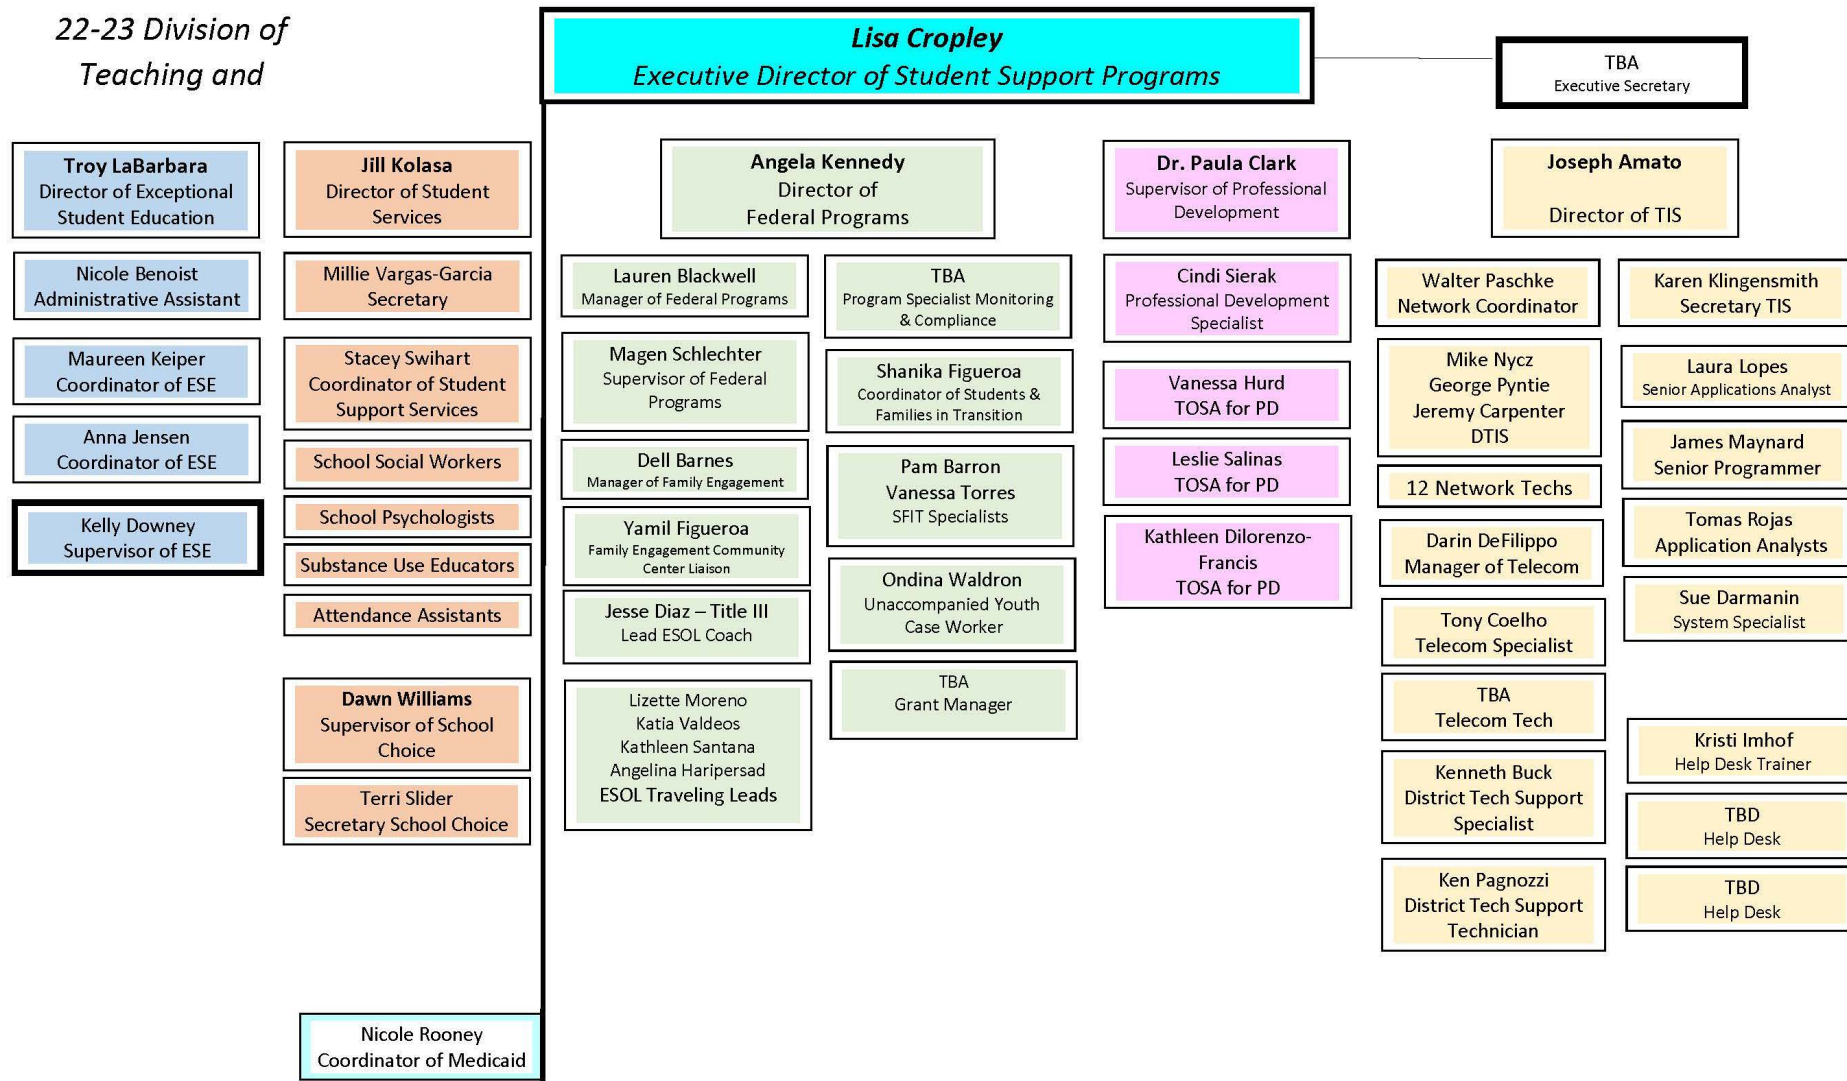 22-23 Division of
Teaching and
Lisa Cropley
Executive Director of Student Support Programs
TBA
Executive Secretary
Troy LaBarbara
Director of Exceptional
Student Education
Nicole Benoist
Administrative Assistant
Maureen Keiper
Coordinator of ESE
Anna Jensen
Coordinator of ESE
Kelly Downey
Supervisor of ESE
Jill Kolasa
Director of Student
Services
Millie Vargas-Garcia
Secretary
Stacey Swihart
Coordinator of Student
Support Services
School Social Workers
School Psychologists
Substance Use Educators
Attendance Assistants
Dawn Williams
Supervisor of School
Choice
Terri Slider
Secretary School Choice
Nicole Rooney
Coordinator of Medicaid
Angela Kennedy
Director of
Federal Programs
Lauren Blackwell
Manager of Federal Programs
Magen Schlechter
Supervisor of Federal
Programs
Dell Barnes
Manager of Family Engagement
Yamil Figueroa
Family Engagement Community
Center Liaison
Jesse Diaz – Title III
Lead ESOL Coach
Lizette Moreno
Katia Valdeos
Kathleen Santana
Angelina Haripersad
ESOL Traveling Leads
TBA
Program Specialist Monitoring
& Compliance
Shanika Figueroa
Coordinator of Students &
Families in Transition
Pam Barron
Vanessa Torres
SFIT Specialists
Ondina Waldron
Unaccompanied Youth
Case Worker
TBA
Grant Manager
Dr. Paula Clark
Supervisor of Professional
Development
Cindi Sierak
Professional Development
Specialist
Vanessa Hurd
TOSA for PD
Leslie Salinas
TOSA for PD
Kathleen Dilorenzo-
Francis
TOSA for PD
Joseph Amato
Director of TIS
Walter Paschke
Network Coordinator
Mike Nycz
George Pyntie
Jeremy Carpenter
DTIS
12 Network Techs
Darin DeFilippo
Manager of Telecom
Tony Coelho
Telecom Specialist
TBA
Telecom Tech
Kenneth Buck
District Tech Support
Specialist
Ken Pagnozzi
District Tech Support
Technician
Karen Klingensmith
Secretary TIS
Laura Lopes
Senior Applications Analyst
James Maynard
Senior Programmer
Tomas Rojas
Application Analysts
Sue Darmanin
System Specialist
Kristi Imhof
Help Desk Trainer
TBD
Help Desk
TBD
Help Desk